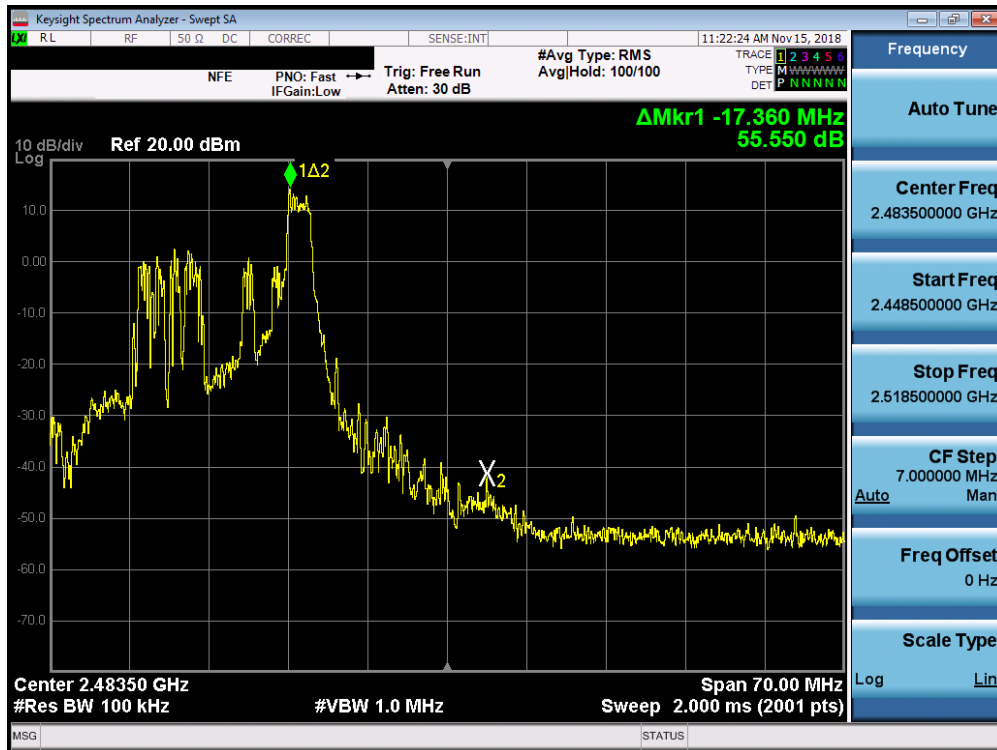 Keysight Spectrum Analyzer - Swept SA
LXI RL RF 50 Ω DC CORREC SENSE:INT 11:22:24 AM Nov 15, 2018
NFE PNO: Fast Trig: Free Run #Avg Type: RMS TRACE 1 2 3 4 5 6
IFGain:Low Atten: 30 dB Avg|Hold: 100/100 TYPE M WWWWW
DET P N N N N N
ΔMkr1 -17.360 MHz
55.550 dB
10 dB/div Ref 20.00 dBm
Log
1Δ2
10.0
0.00
-10.0
-20.0
-30.0
-40.0
X2
-50.0
-60.0
-70.0
Center 2.48350 GHz Span 70.00 MHz
#Res BW 100 kHz #VBW 1.0 MHz Sweep 2.000 ms (2001 pts)
MSG STATUS
Frequency
Auto Tune
Center Freq
2.483500000 GHz
Start Freq
2.448500000 GHz
Stop Freq
2.518500000 GHz
CF Step
7.000000 MHz
Auto Man
Freq Offset
0 Hz
Scale Type
Log Lin